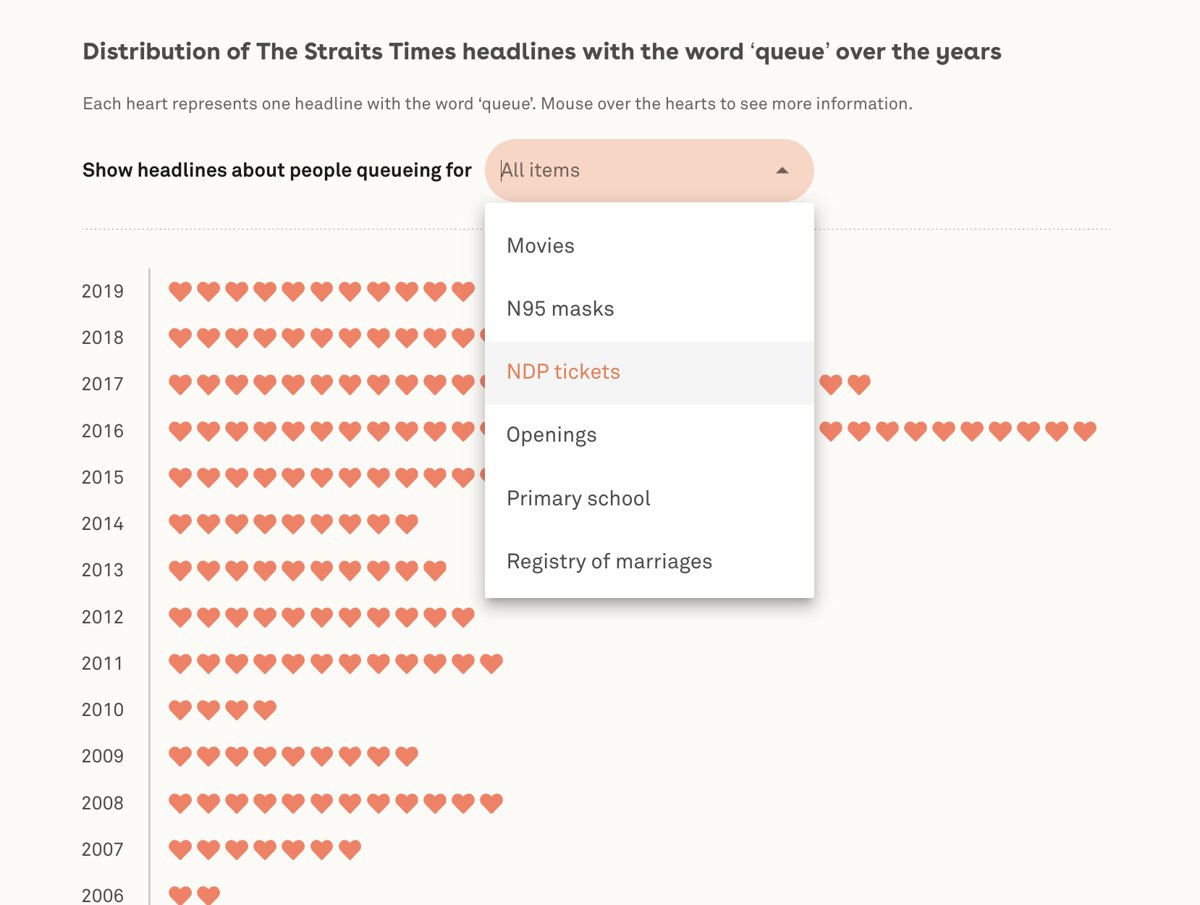 Distribution of The Straits Times headlines with the word ‘queue’ over the years
Each heart represents one headline with the word ‘queue’. Mouse over the hearts to see more information.
Show headlines about people queueing for
All items
Movies
N95 masks
NDP tickets
Openings
Primary school
Registry of marriages
2019
2018
2017
2016
2015
2014
2013
2012
2011
2010
2009
2008
2007
2006